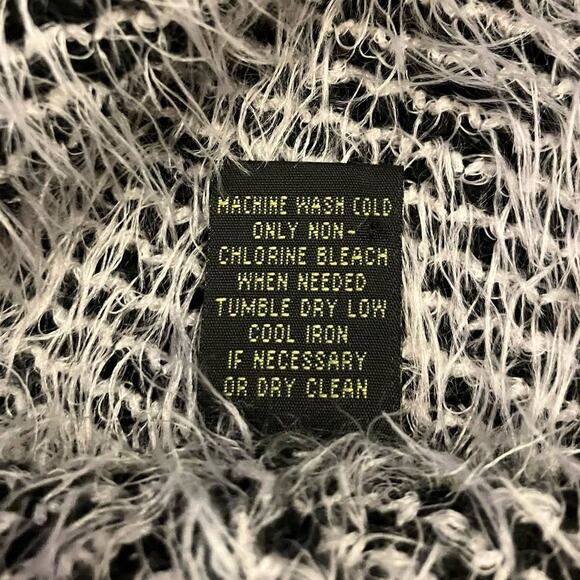 MACHINE WASH COLD
ONLY NON-
CHLORINE BLEACH
WHEN NEEDED
TUMBLE DRY LOW
COOL IRON
IF NECESSARY
OR DRY CLEAN